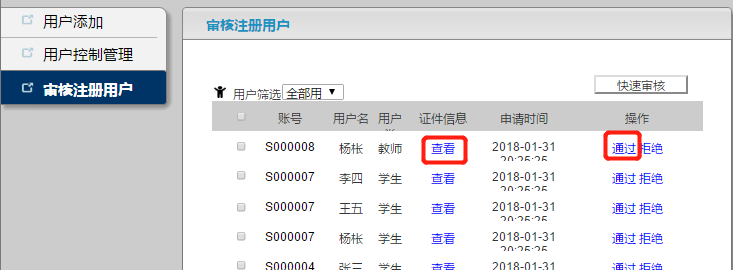 用户添加
用户控制管理
审核注册用户
审核注册用户
快速审核
用户筛选 全部用
账号 用户名 用户 证件信息 申请时间 操作
S000008 杨枨 教师 查看 2018-01-31 20:25:25 通过 拒绝
S000007 李四 学生 查看 2018-01-31 20:25:25 通过 拒绝
S000007 王五 学生 查看 2018-01-31 20:25:25 通过 拒绝
S000007 杨枨 学生 查看 2018-01-31 20:25:25 通过 拒绝
S000004 张三 学生 查看 2018-01-31 通过 拒绝